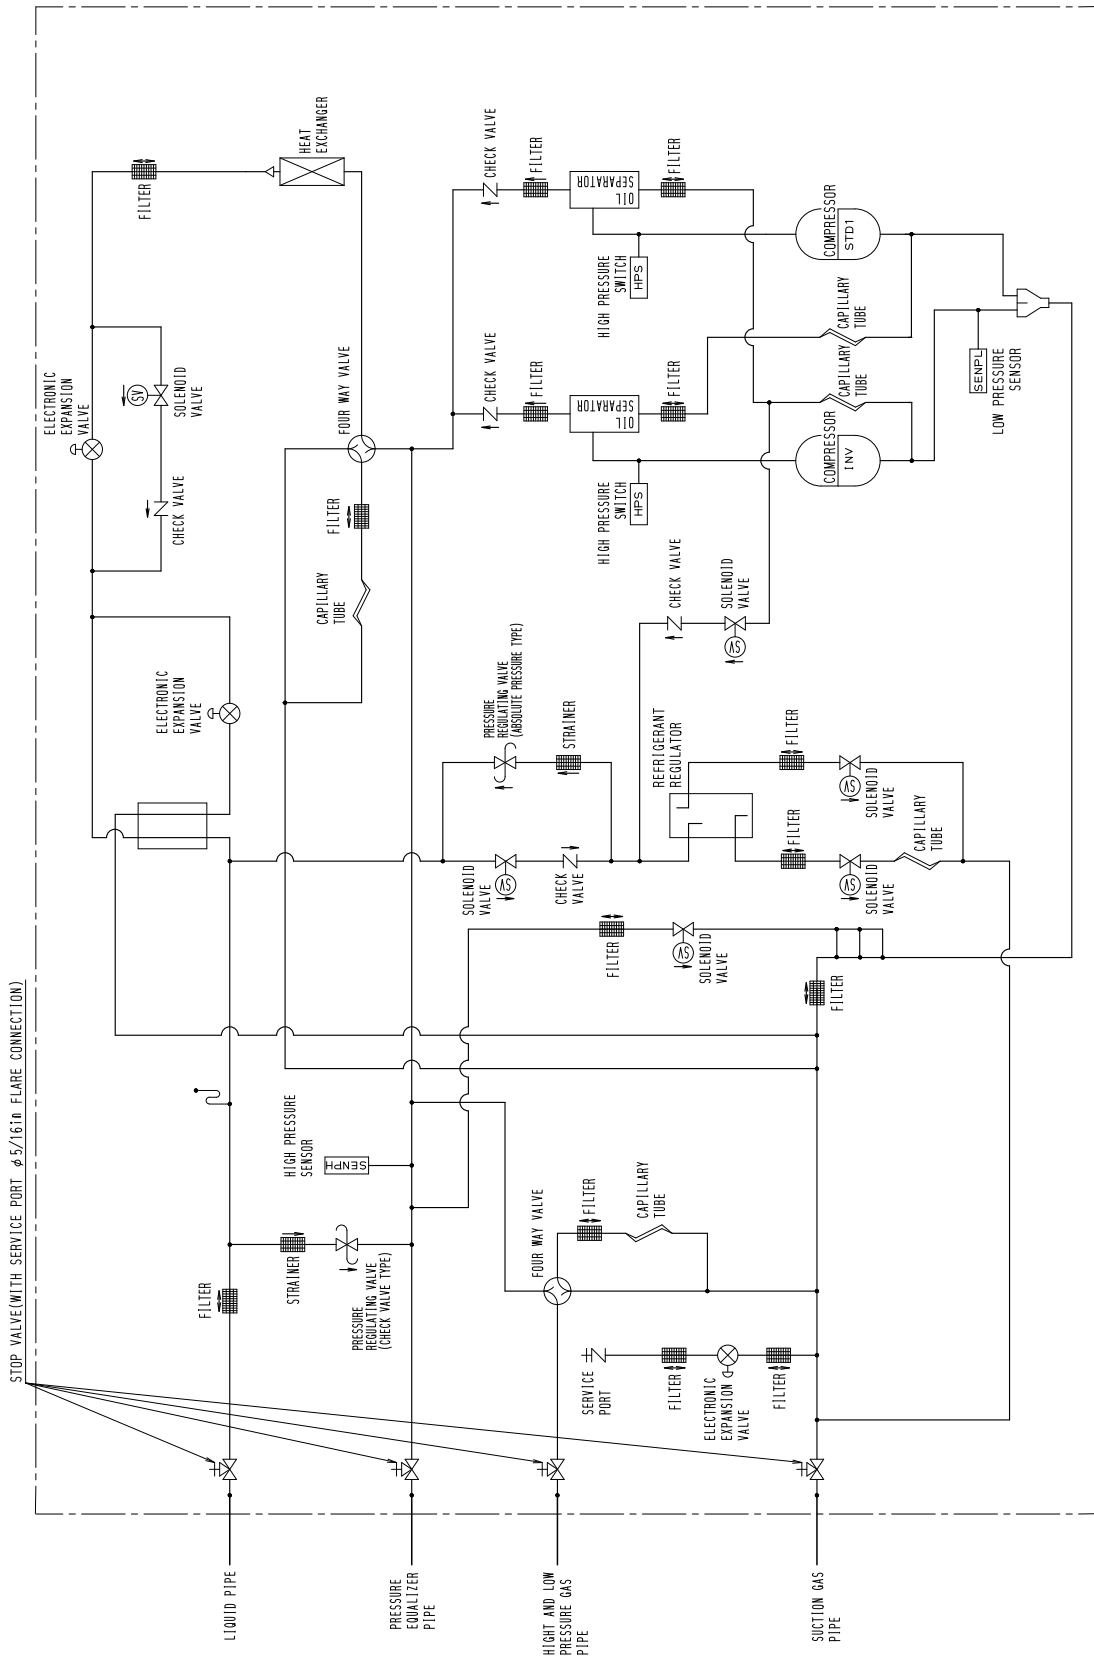 STOP VALVE(WITH SERVICE PORT φ5/16in FLARE CONNECTION)
ELECTRONIC
EXPANSION
VALVE
SV
SOLENOID
VALVE
CHECK VALVE
FILTER
HEAT
EXCHANGER
FOUR WAY VALVE
FILTER
CAPILLARY
TUBE
ELECTRONIC
EXPANSION
VALVE
CHECK VALVE
FILTER
OIL
SEPARATOR
FILTER
HIGH PRESSURE
SWITCH
HPS
COMPRESSOR
STD1
CAPILLARY
TUBE
CAPILLARY
TUBE
CHECK VALVE
FILTER
OIL
SEPARATOR
FILTER
HIGH PRESSURE
SWITCH
HPS
COMPRESSOR
INV
SENPL
LOW PRESSURE
SENSOR
CHECK VALVE
SOLENOID
VALVE
SV
PRESSURE
REGULATING VALVE
(ABSOLUTE PRESSURE TYPE)
STRAINER
REFRIGERANT
REGULATOR
FILTER
SV
SOLENOID
VALVE
SOLENOID
VALVE
SV
CHECK
VALVE
FILTER
SV
SOLENOID
VALVE
CAPILLARY
TUBE
FILTER
SV
SOLENOID
VALVE
FILTER
HIGH PRESSURE
SENSOR
SENPH
FILTER
STRAINER
PRESSURE
REGULATING VALVE
(CHECK VALVE TYPE)
FOUR WAY VALVE
FILTER
CAPILLARY
TUBE
SERVICE
PORT
FILTER
ELECTRONIC
EXPANSION
VALVE
FILTER
LIQUID PIPE
PRESSURE
EQUALIZER
PIPE
HIGHT AND LOW
PRESSURE GAS
PIPE
SUCTION GAS
PIPE